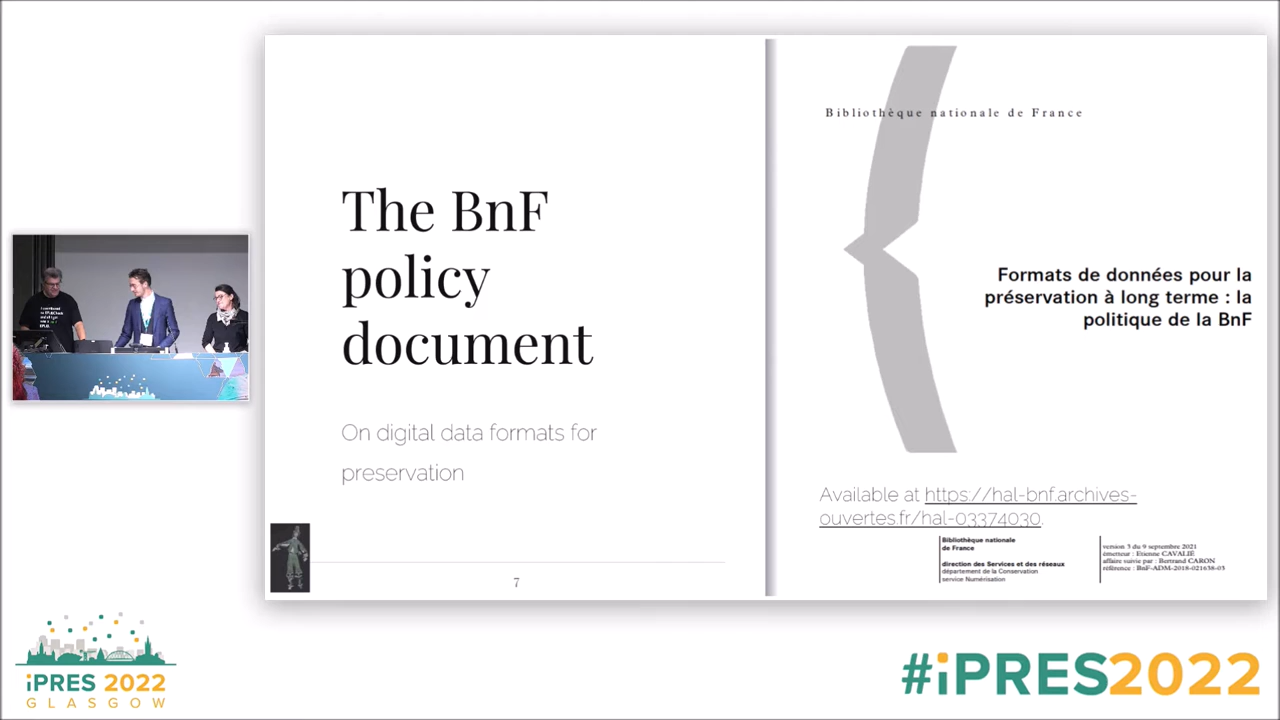 The BnF
policy
document
On digital data formats for
preservation
7
Bibliothèque nationale de France
Formats de données pour la
préservation à long terme : la
politique de la BnF
Available at https://hal-bnf.archives-
ouvertes.fr/hal-03374030.
Bibliothèque nationale
de France
direction des Services et des réseaux
département de la Conservation
service Numérisation
version 3 du 9 septembre 2021
émetteur : Etienne CAVALIÉ
affaire suivie par : Bertrand CARON
référence : BnF-ADM-2018-021638-03
iPRES 2022
GLASGOW
#iPRES2022